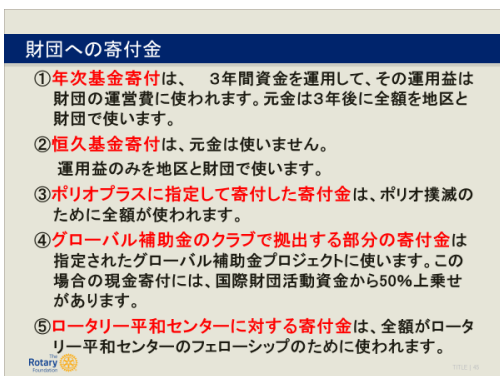 財団への寄付金
①年次基金寄付は、　３年間資金を運用して、その運用益は
財団の運営費に使われます。元金は３年後に全額を地区と
財団で使います。
②恒久基金寄付は、元金は使いません。
運用益のみを地区と財団で使います。
③ポリオプラスに指定して寄付した寄付金は、ポリオ撲滅の
ために全額が使われます。
④グローバル補助金のクラブで拠出する部分の寄付金は
指定されたグローバル補助金プロジェクトに使います。この
場合の現金寄付には、国際財団活動資金から50％上乗せ
があります。
⑤ロータリー平和センターに対する寄付金は、全額がロータ
リー平和センターのフェローシップのために使われます。
The
Rotary
Foundation